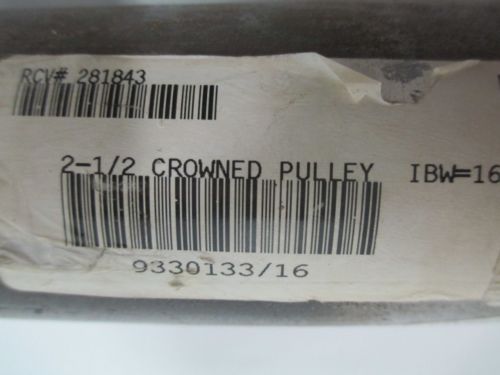 RCV# 281843
2-1/2 CROWNED PULLEY IBW=16
9330133/16